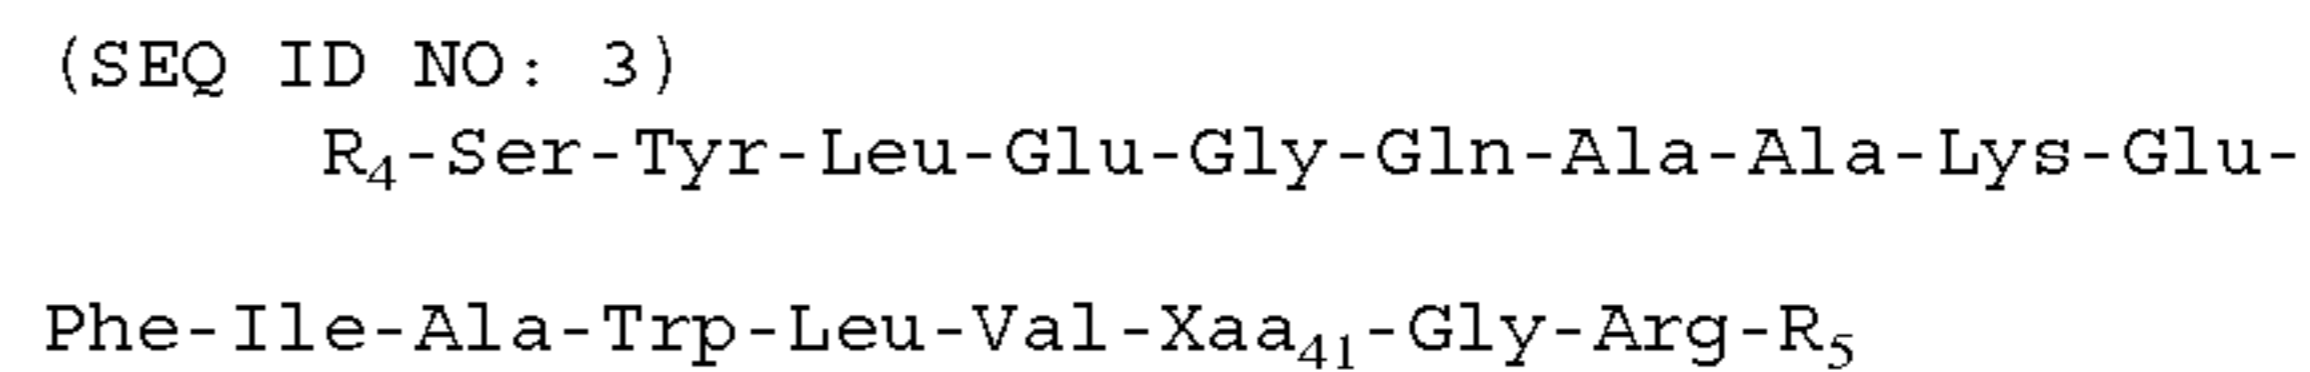 (SEQ ID NO: 3)
R₄-Ser-Tyr-Leu-Glu-Gly-Gln-Ala-Ala-Lys-Glu-
Phe-Ile-Ala-Trp-Leu-Val-Xaa₄₁-Gly-Arg-R₅